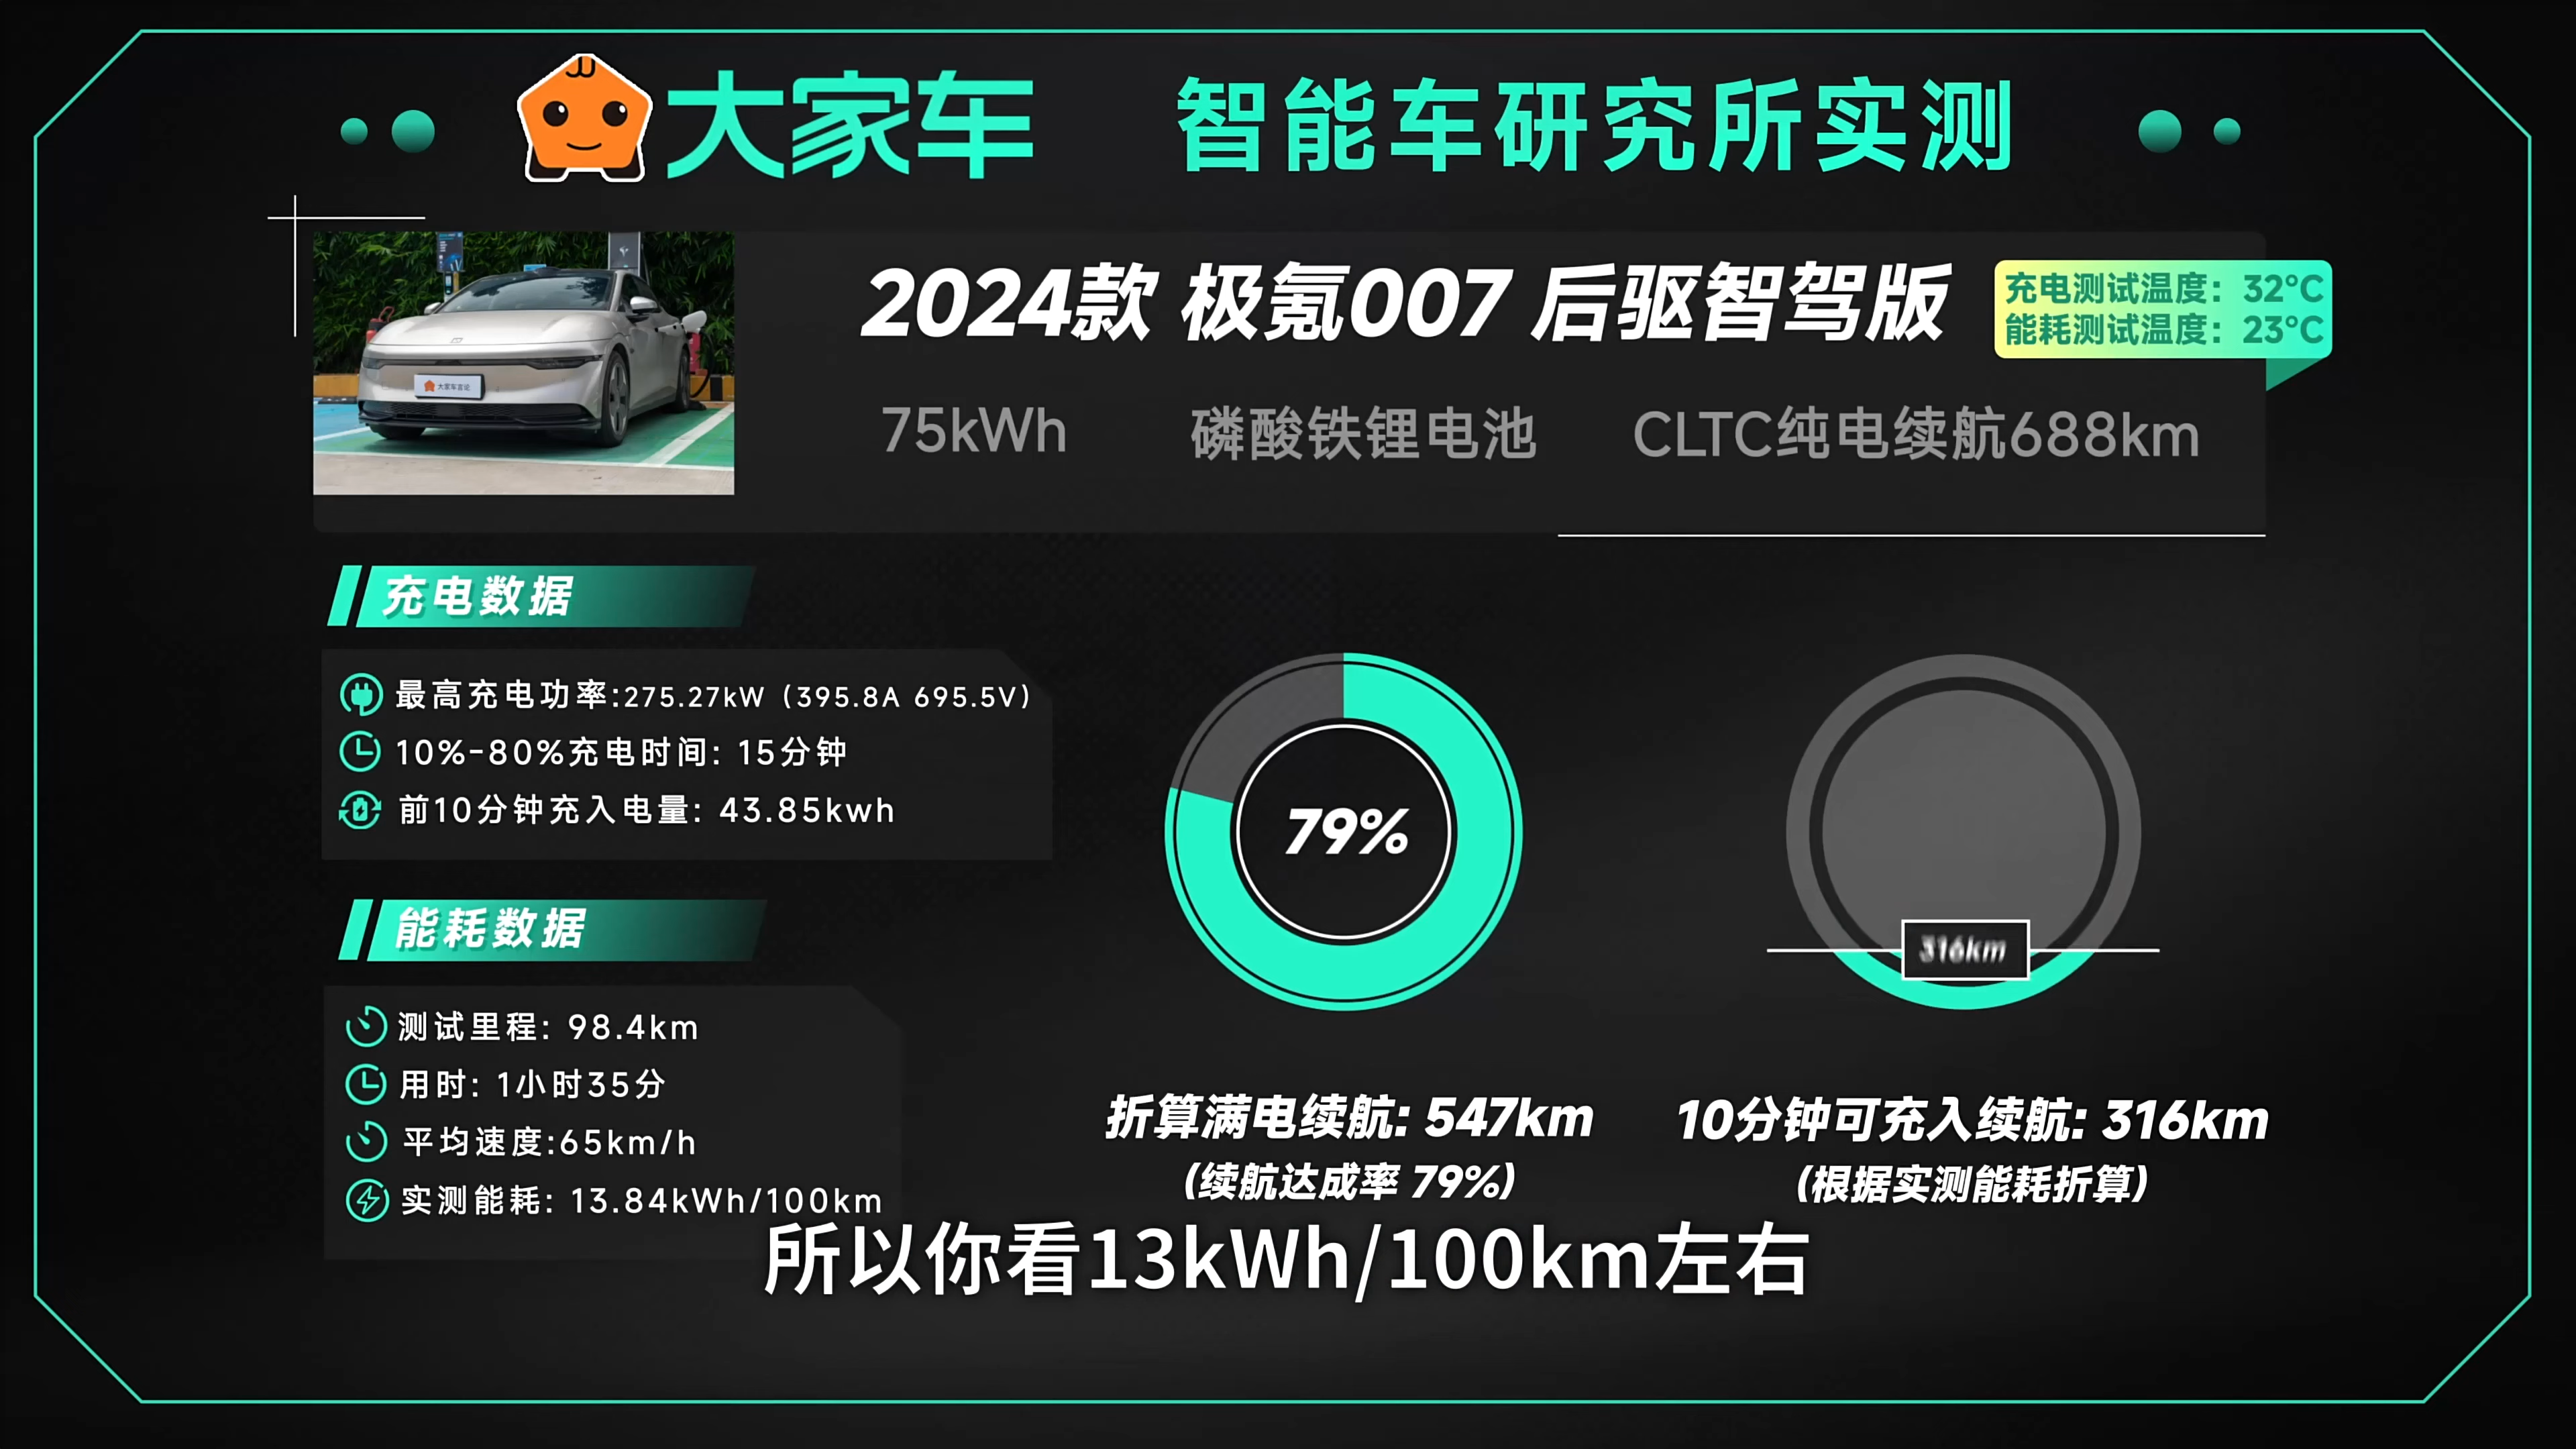 大家车 智能车研究所实测
2024款 极氪007 后驱智驾版
充电测试温度：32°C
能耗测试温度：23°C
75kWh 磷酸铁锂电池 CLTC纯电续航688km
大家车言论
充电数据
最高充电功率:275.27kW（395.8A 695.5V）
10%-80%充电时间: 15分钟
前10分钟充入电量: 43.85kwh
能耗数据
测试里程: 98.4km
用时: 1小时35分
平均速度:65km/h
实测能耗: 13.84kWh/100km
79%
折算满电续航: 547km
(续航达成率 79%)
316km
10分钟可充入续航: 316km
(根据实测能耗折算)
所以你看13kWh/100km左右